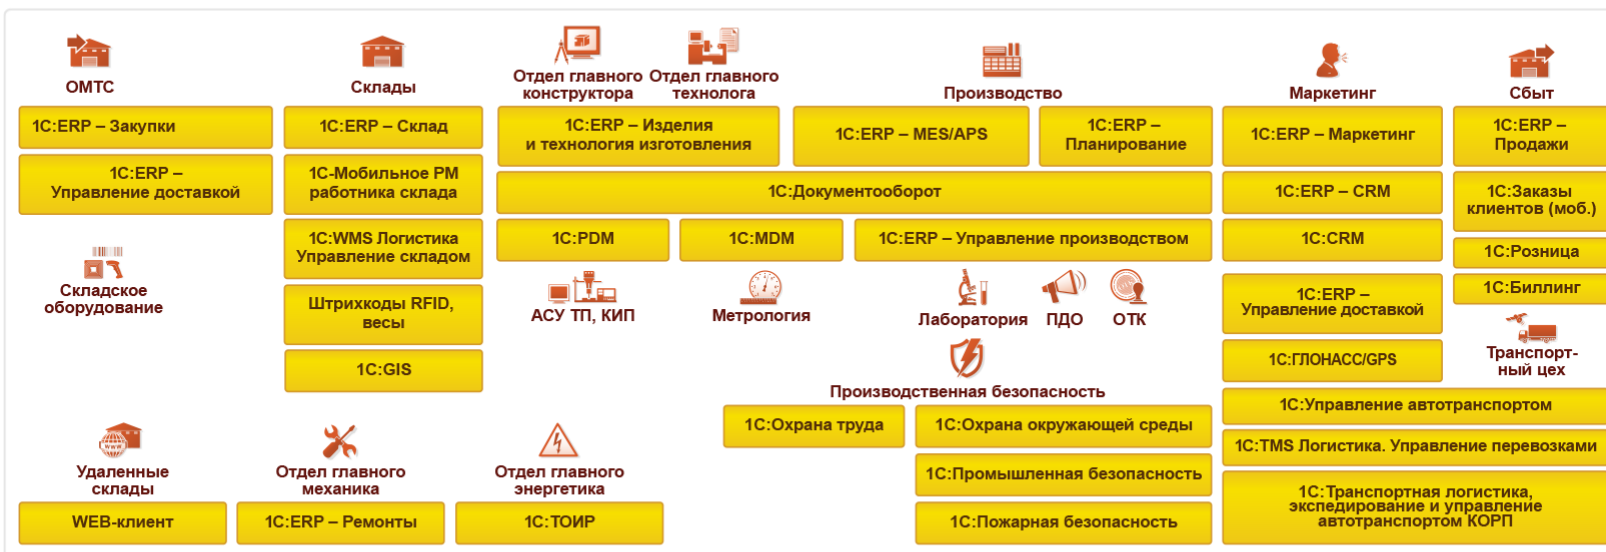 ОМТС
1С:ERP – Закупки
1С:ERP –
Управление доставкой
Складское
оборудование
Склады
1С:ERP – Склад
1С-Мобильное РМ
работника склада
1С:WMS Логистика
Управление складом
Штрихкоды RFID,
весы
1С:GIS
Отдел главного
конструктора
Отдел главного
технолога
1С:ERP – Изделия
и технология изготовления
Производство
1С:ERP – MES/APS
1С:ERP –
Планирование
1С:Документооборот
1С:PDM
1С:MDM
1С:ERP – Управление производством
АСУ ТП, КИП
Метрология
Лаборатория
ПДО
ОТК
Производственная безопасность
1С:Охрана труда
1С:Охрана окружающей среды
1С:Промышленная безопасность
1С:Пожарная безопасность
Маркетинг
1С:ERP – Маркетинг
1С:ERP – CRM
1С:CRM
1С:ERP –
Управление доставкой
1С:ГЛОНАСС/GPS
Сбыт
1С:ERP –
Продажи
1С:Заказы
клиентов (моб.)
1С:Розница
1С:Биллинг
Транспорт-
ный цех
1С:Управление автотранспортом
1С:TMS Логистика. Управление перевозками
1С:Транспортная логистика,
экспедирование и управление
автотранспортом КОРП
www
Удаленные
склады
WEB-клиент
Отдел главного
механика
1С:ERP – Ремонты
Отдел главного
энергетика
1С:ТОИР